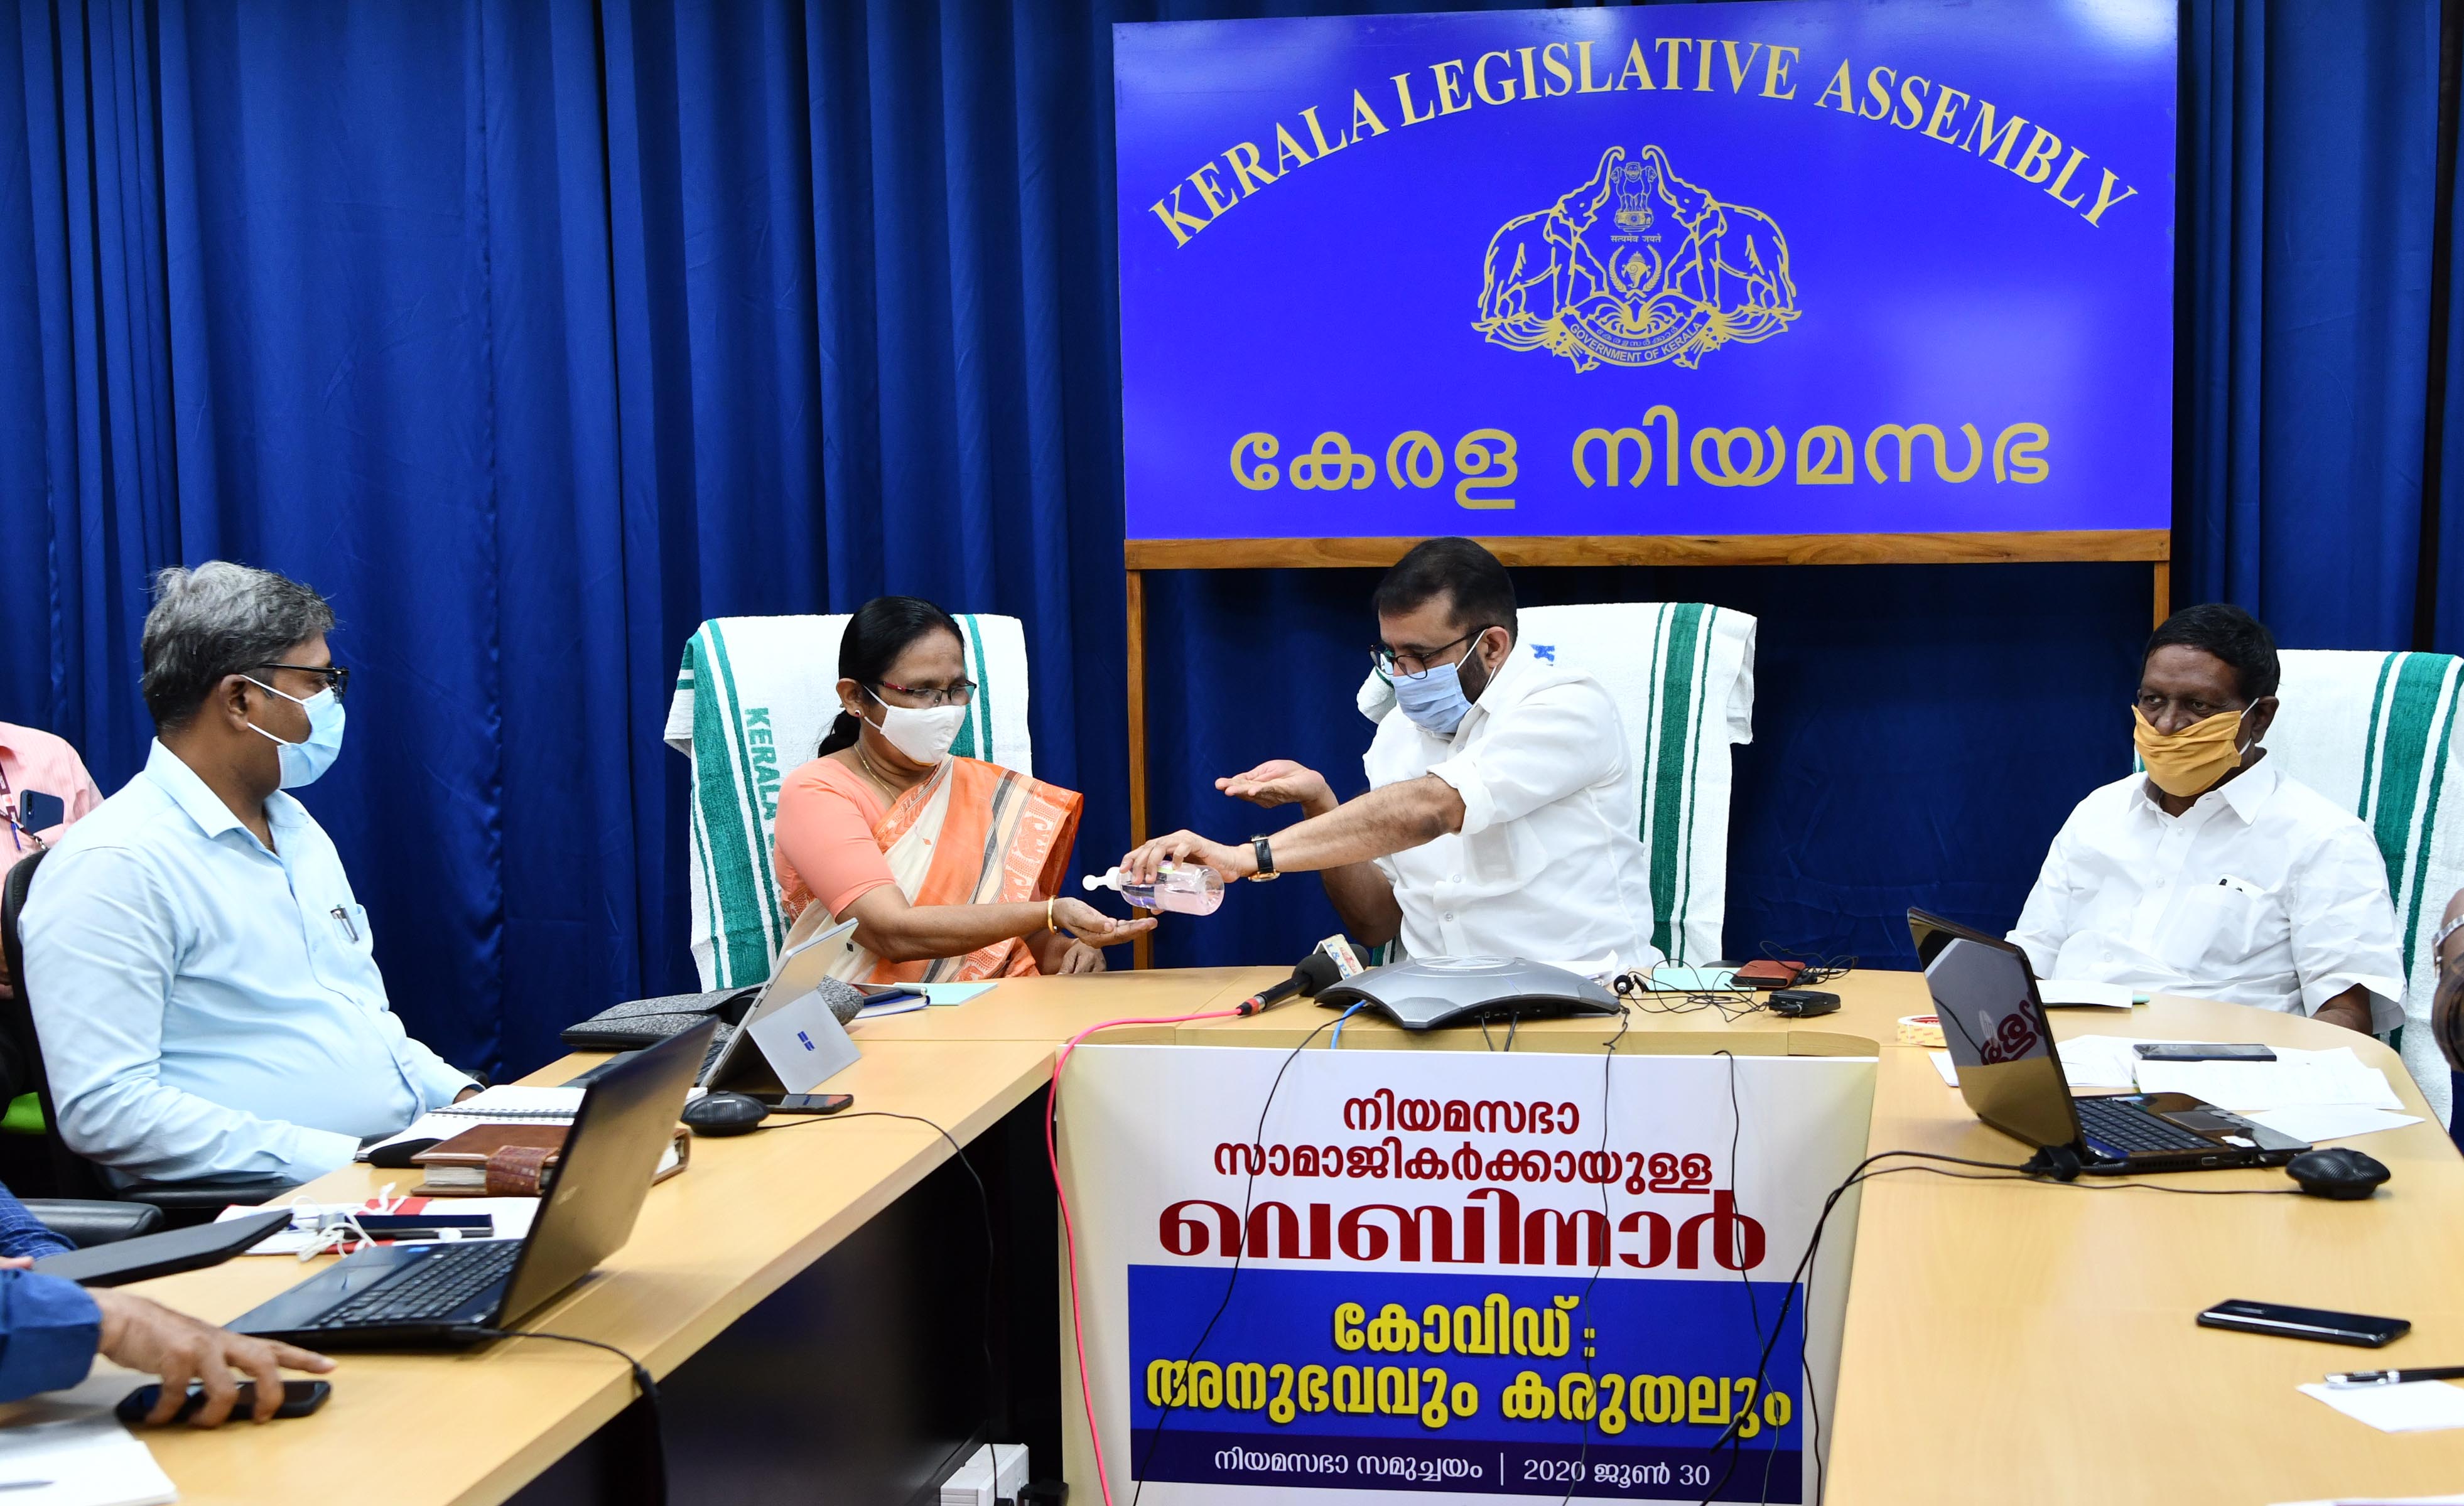 KERALA LEGISLATIVE ASSEMBLY
सत्यमेव जयते
GOVERNMENT OF KERALA
കേരള നിയമസഭ
KERALA
K
നിയമസഭാ
സാമാജികർക്കായുള്ള
വെബിനാർ
കോവിഡ് :
അനുഭവവും കരുതലും
നിയമസഭാ സമുച്ചയം | 2020 ജൂൺ 30